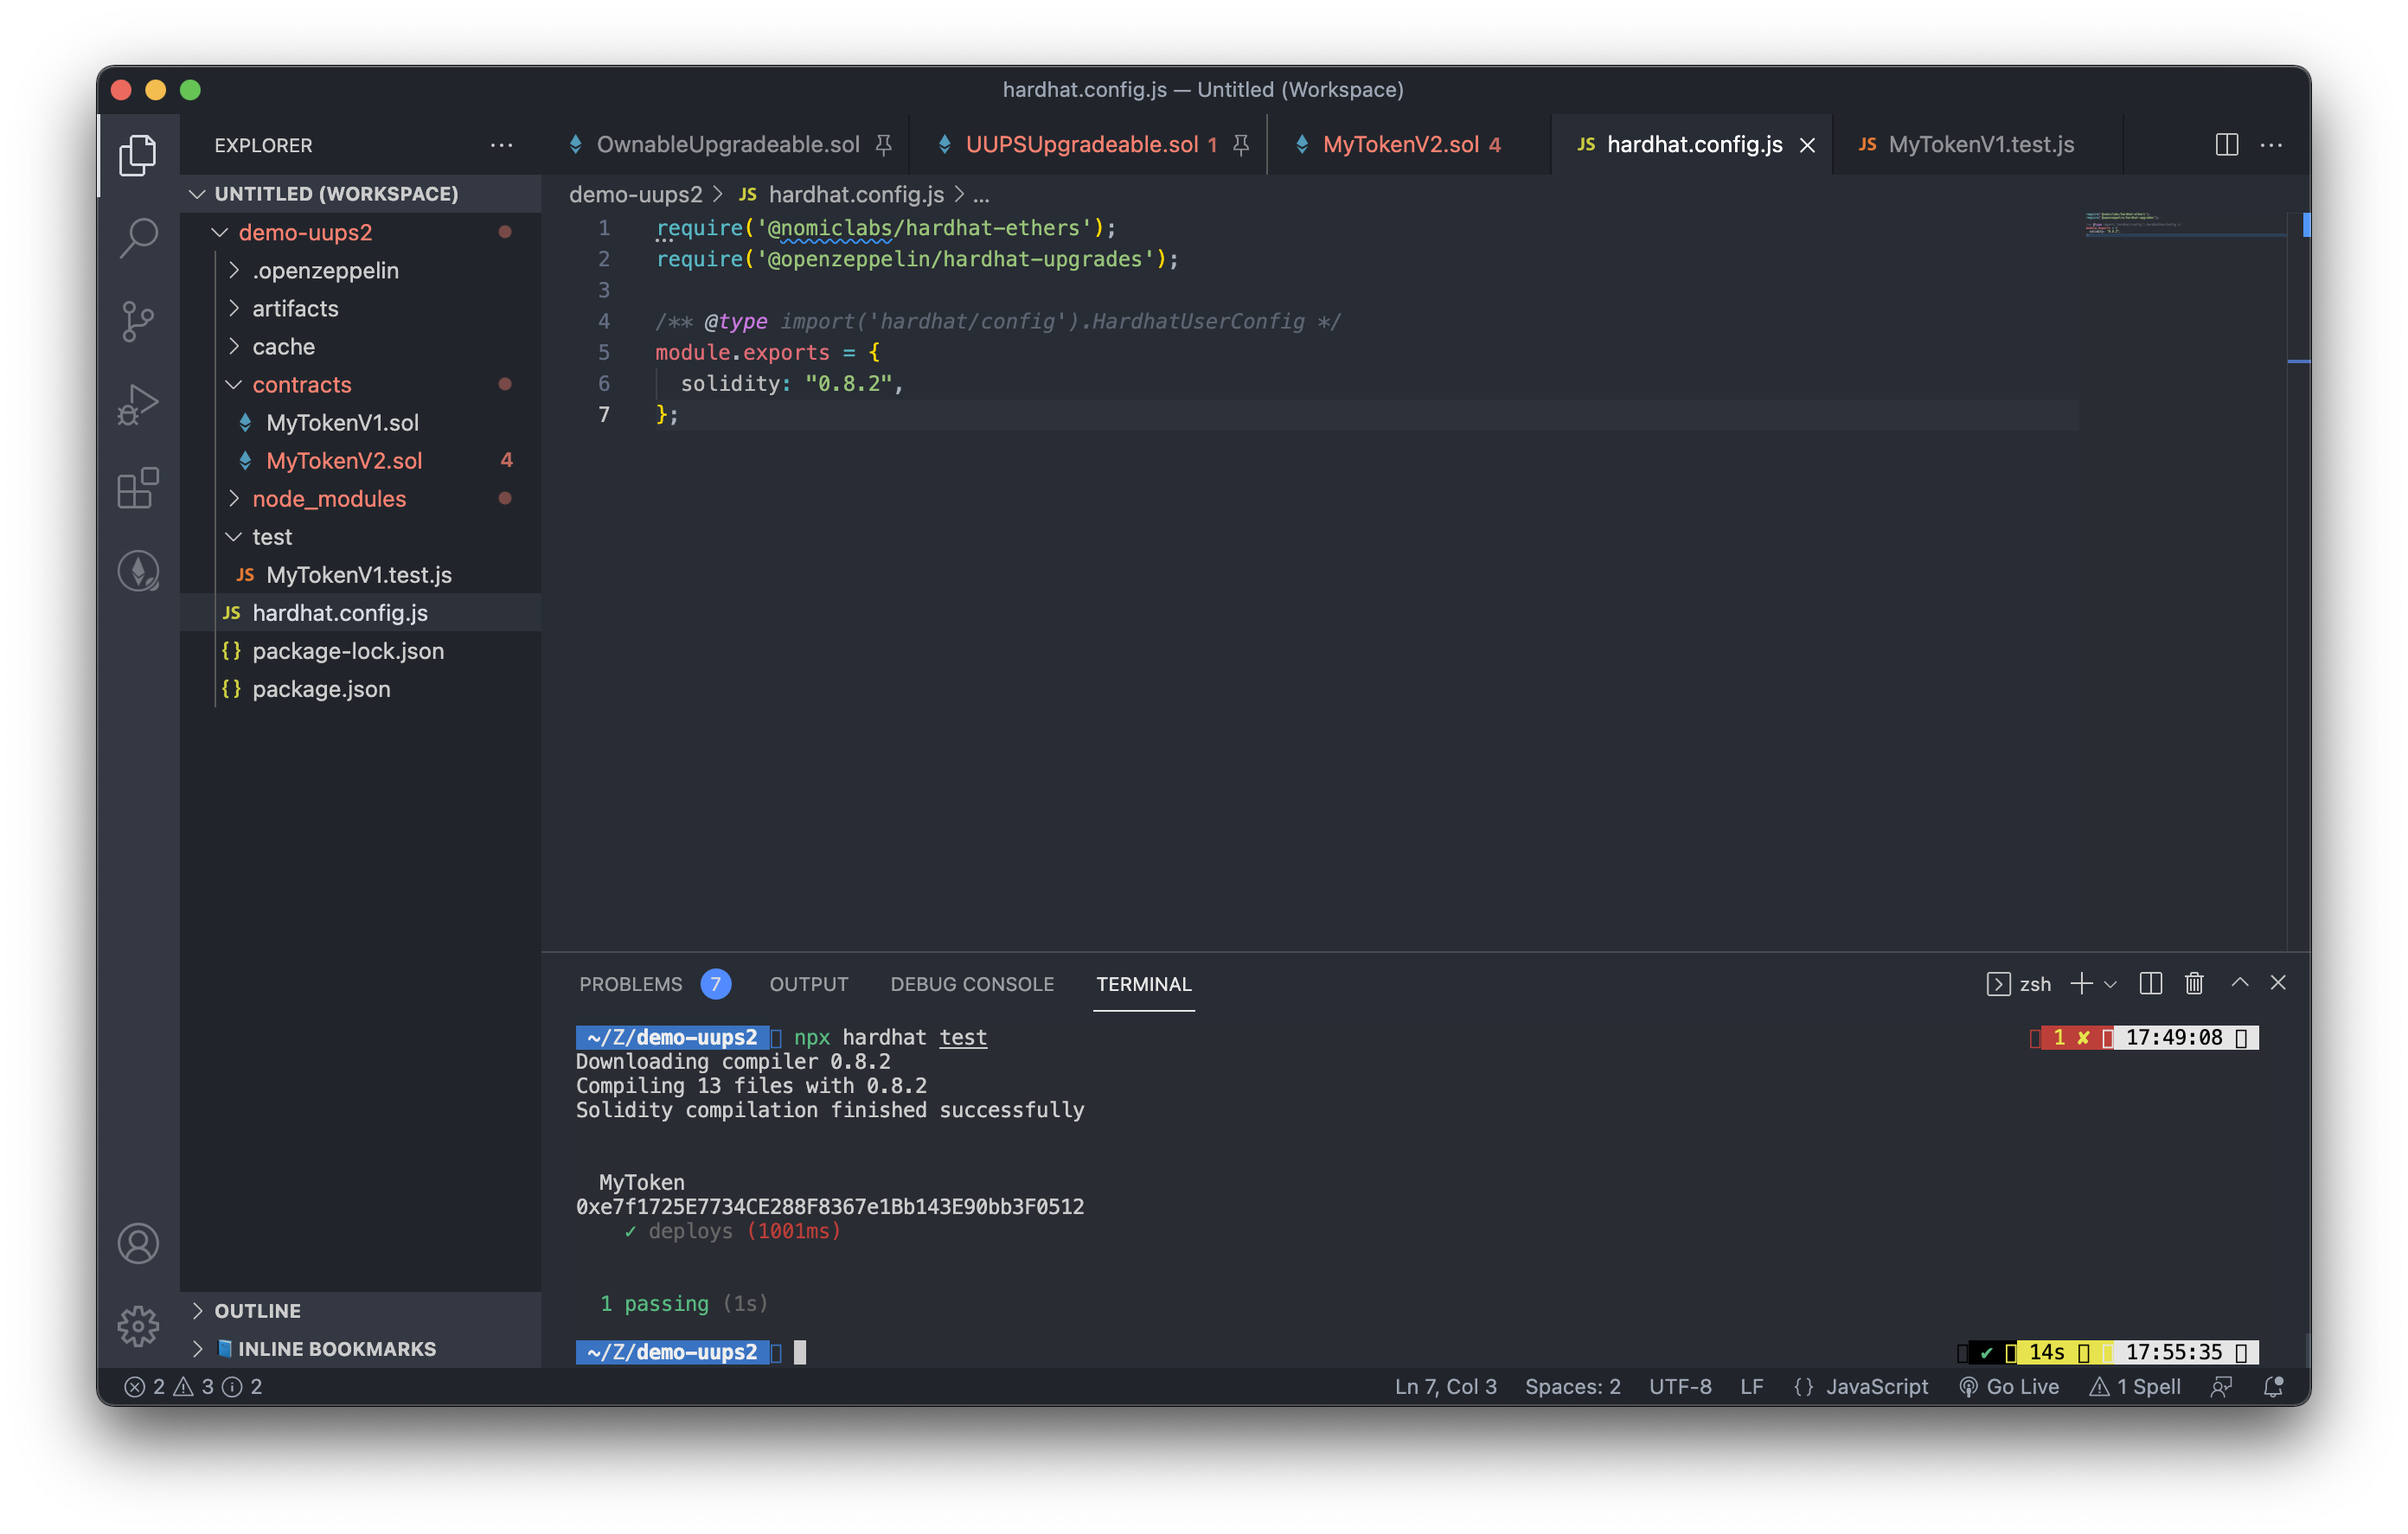 hardhat.config.js — Untitled (Workspace)
EXPLORER
OwnableUpgradeable.sol
UUPSUpgradeable.sol 1
MyTokenV2.sol 4
JS hardhat.config.js
JS MyTokenV1.test.js
UNTITLED (WORKSPACE)
demo-uups2
.openzeppelin
artifacts
cache
contracts
MyTokenV1.sol
MyTokenV2.sol 4
node_modules
test
JS MyTokenV1.test.js
JS hardhat.config.js
{} package-lock.json
{} package.json
OUTLINE
INLINE BOOKMARKS
demo-uups2 > JS hardhat.config.js > ...
1 require('@nomiclabs/hardhat-ethers');
2 require('@openzeppelin/hardhat-upgrades');
3
4 /** @type import('hardhat/config').HardhatUserConfig */
5 module.exports = {
6 solidity: "0.8.2",
7 };
PROBLEMS 7 OUTPUT DEBUG CONSOLE TERMINAL
zsh
~/Z/demo-uups2 npx hardhat test 1 ✘ 17:49:08
Downloading compiler 0.8.2
Compiling 13 files with 0.8.2
Solidity compilation finished successfully
MyToken
0xe7f1725E7734CE288F8367e1Bb143E90bb3F0512
✓ deploys (1001ms)
1 passing (1s)
~/Z/demo-uups2 ✔ 14s 17:55:35
2 3 2
Ln 7, Col 3 Spaces: 2 UTF-8 LF {} JavaScript Go Live 1 Spell